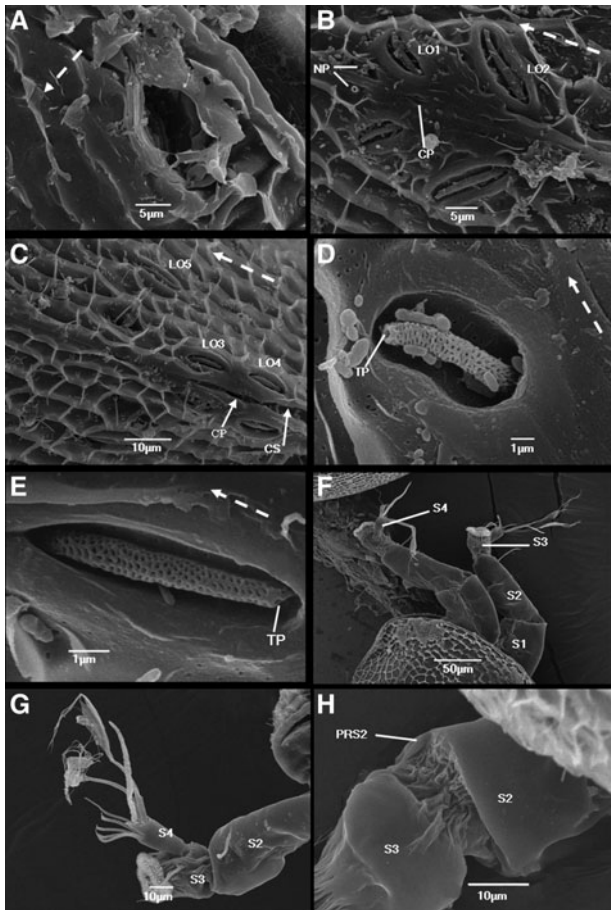 A
5µm
B
LO1
LO2
NP
CP
5µm
C
LO5
LO3
LO4
CP
CS
10µm
D
TP
1µm
E
TP
1µm
F
S4
S3
S2
S1
50µm
G
S4
S2
S3
10µm
H
PRS2
S2
S3
10µm